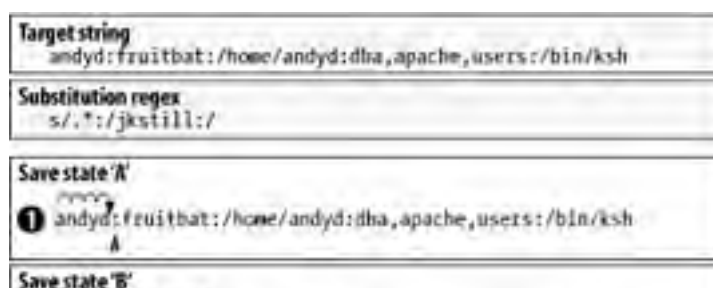 Target string
andyd:fruitbat:/home/andyd:dba,apache,users:/bin/ksh
Substitution regex
s/.*:/jkstill:/
Save state 'A'
1 andyd:fruitbat:/home/andyd:dba,apache,users:/bin/ksh
A
Save state 'B'